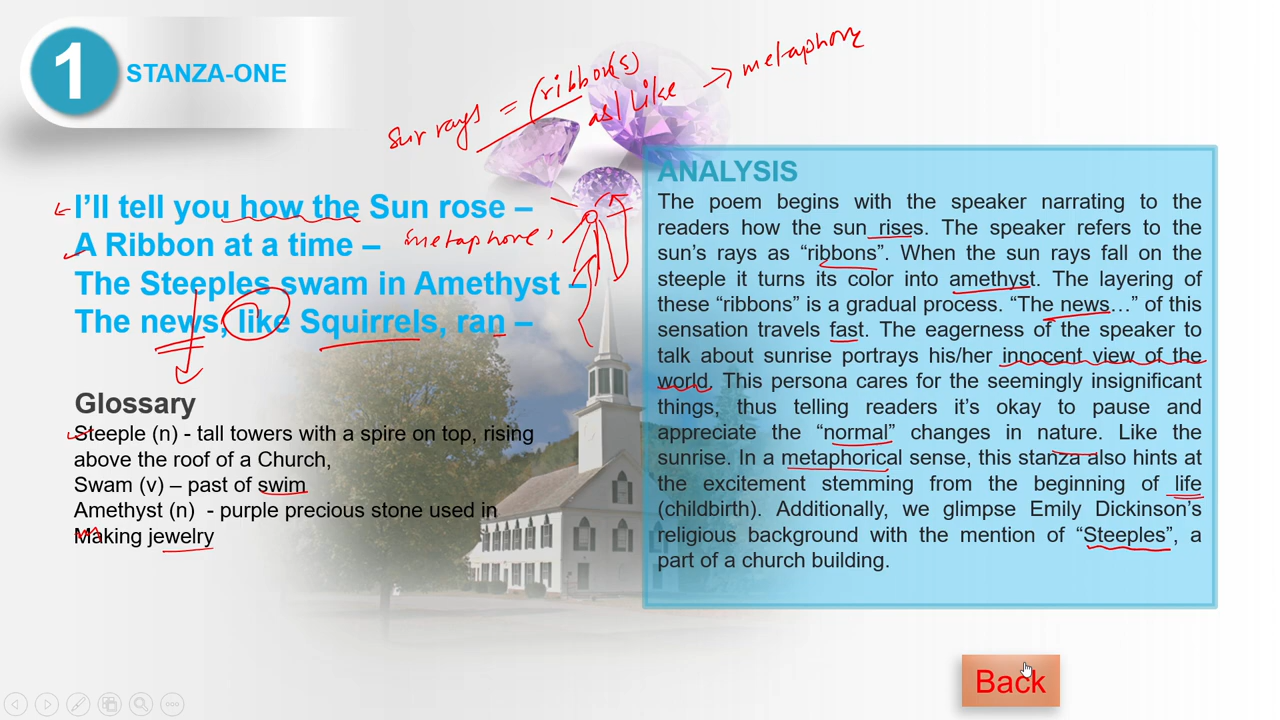 1
STANZA-ONE
sun rays = (ribbon(s)
as/like → metaphore
I'll tell you how the Sun rose –
A Ribbon at a time –
metaphore,
The Steeples swam in Amethyst –
The news, like Squirrels, ran –
Glossary
Steeple (n) - tall towers with a spire on top, rising
above the roof of a Church,
Swam (v) – past of swim
Amethyst (n) - purple precious stone used in
Making jewelry
ANALYSIS
The poem begins with the speaker narrating to the
readers how the sun rises. The speaker refers to the
sun's rays as “ribbons”. When the sun rays fall on the
steeple it turns its color into amethyst. The layering of
these “ribbons” is a gradual process. “The news…” of this
sensation travels fast. The eagerness of the speaker to
talk about sunrise portrays his/her innocent view of the
world. This persona cares for the seemingly insignificant
things, thus telling readers it's okay to pause and
appreciate the “normal” changes in nature. Like the
sunrise. In a metaphorical sense, this stanza also hints at
the excitement stemming from the beginning of life
(childbirth). Additionally, we glimpse Emily Dickinson's
religious background with the mention of “Steeples”, a
part of a church building.
Back